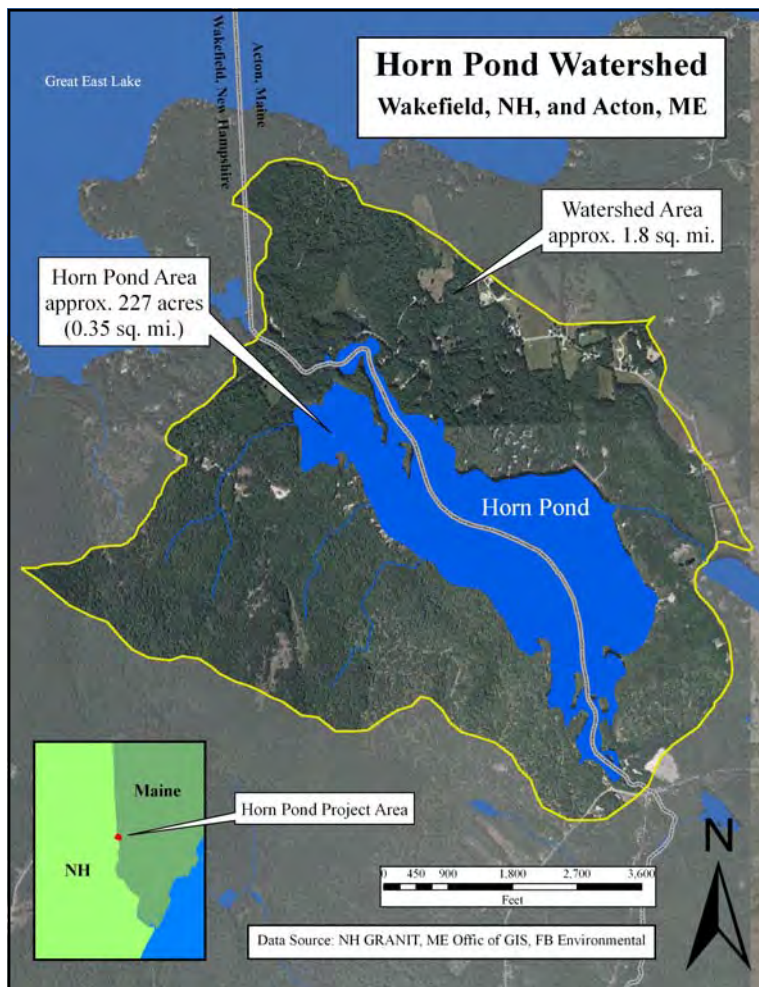 Horn Pond Watershed
Wakefield, NH, and Acton, ME
Great East Lake
Acton, Maine
Wakefield, New Hampshire
Watershed Area
approx. 1.8 sq. mi.
Horn Pond Area
approx. 227 acres
(0.35 sq. mi.)
Horn Pond
Maine
NH
Horn Pond Project Area
N
0 450 900 1,800 2,700 3,600
Feet
Data Source: NH GRANIT, ME Offic of GIS, FB Environmental